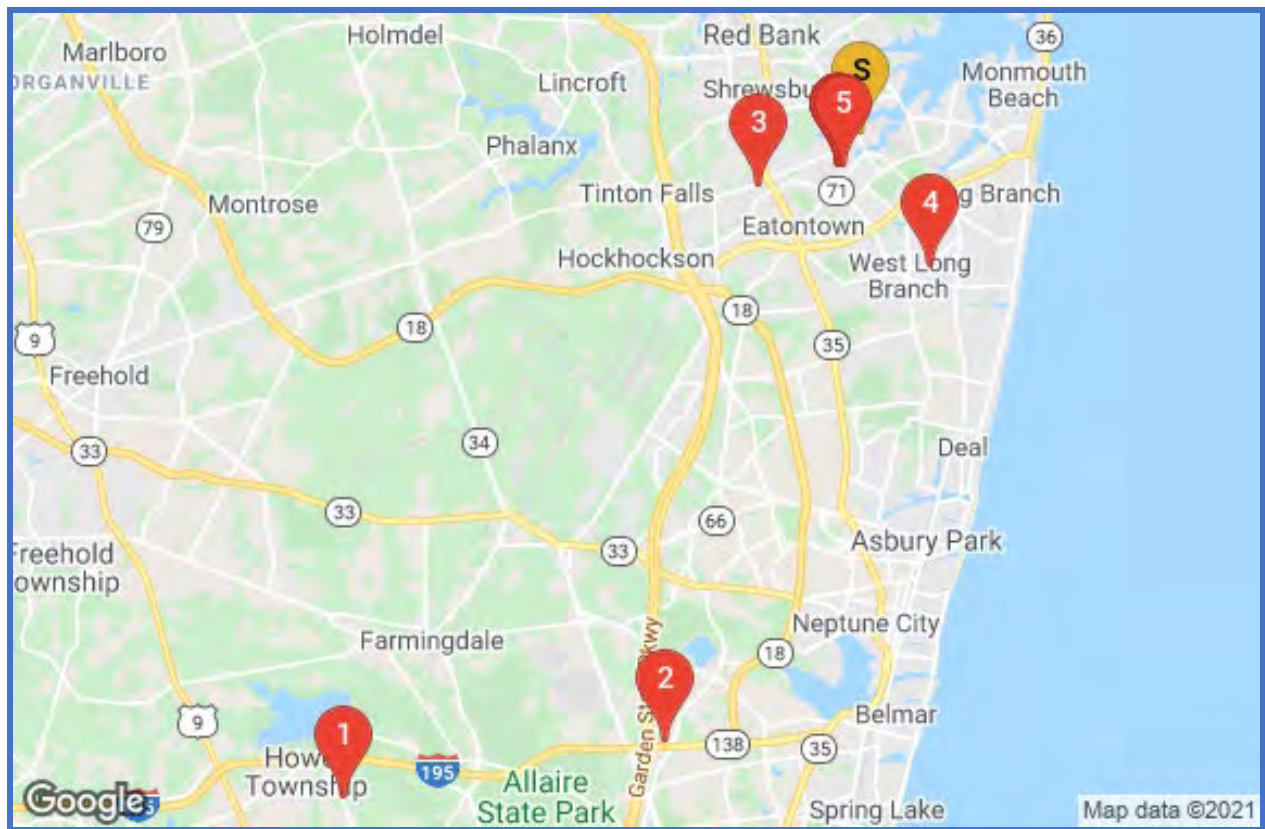 Holmdel
Red Bank
36
Marlboro
ORGANVILLE
Lincroft
S
Monmouth
Beach
Shrewsbu
5
3
Phalanx
Tinton Falls
71
4
g Branch
Montrose
79
Eatontown
Hockhockson
West Long
Branch
18
18
9
35
Freehold
33
34
Deal
33
66
Asbury Park
33
Freehold
ownship
Neptune City
Farmingdale
18
2
Garden St Pkwy
9
1
Belmar
138
35
Howe
Township
195
Allaire
State Park
Google
Spring Lake
Map data ©2021